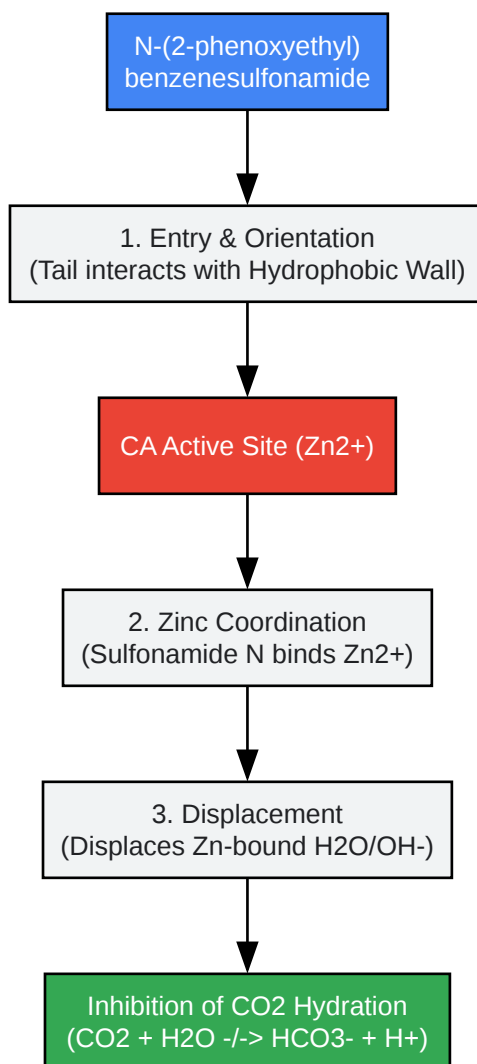 N-(2-phenoxyethyl)
benzenesulfonamide
1. Entry & Orientation
(Tail interacts with Hydrophobic Wall)
CA Active Site (Zn2+)
2. Zinc Coordination
(Sulfonamide N binds Zn2+)
3. Displacement
(Displaces Zn-bound H2O/OH-)
Inhibition of CO2 Hydration
(CO2 + H2O -/-> HCO3- + H+)